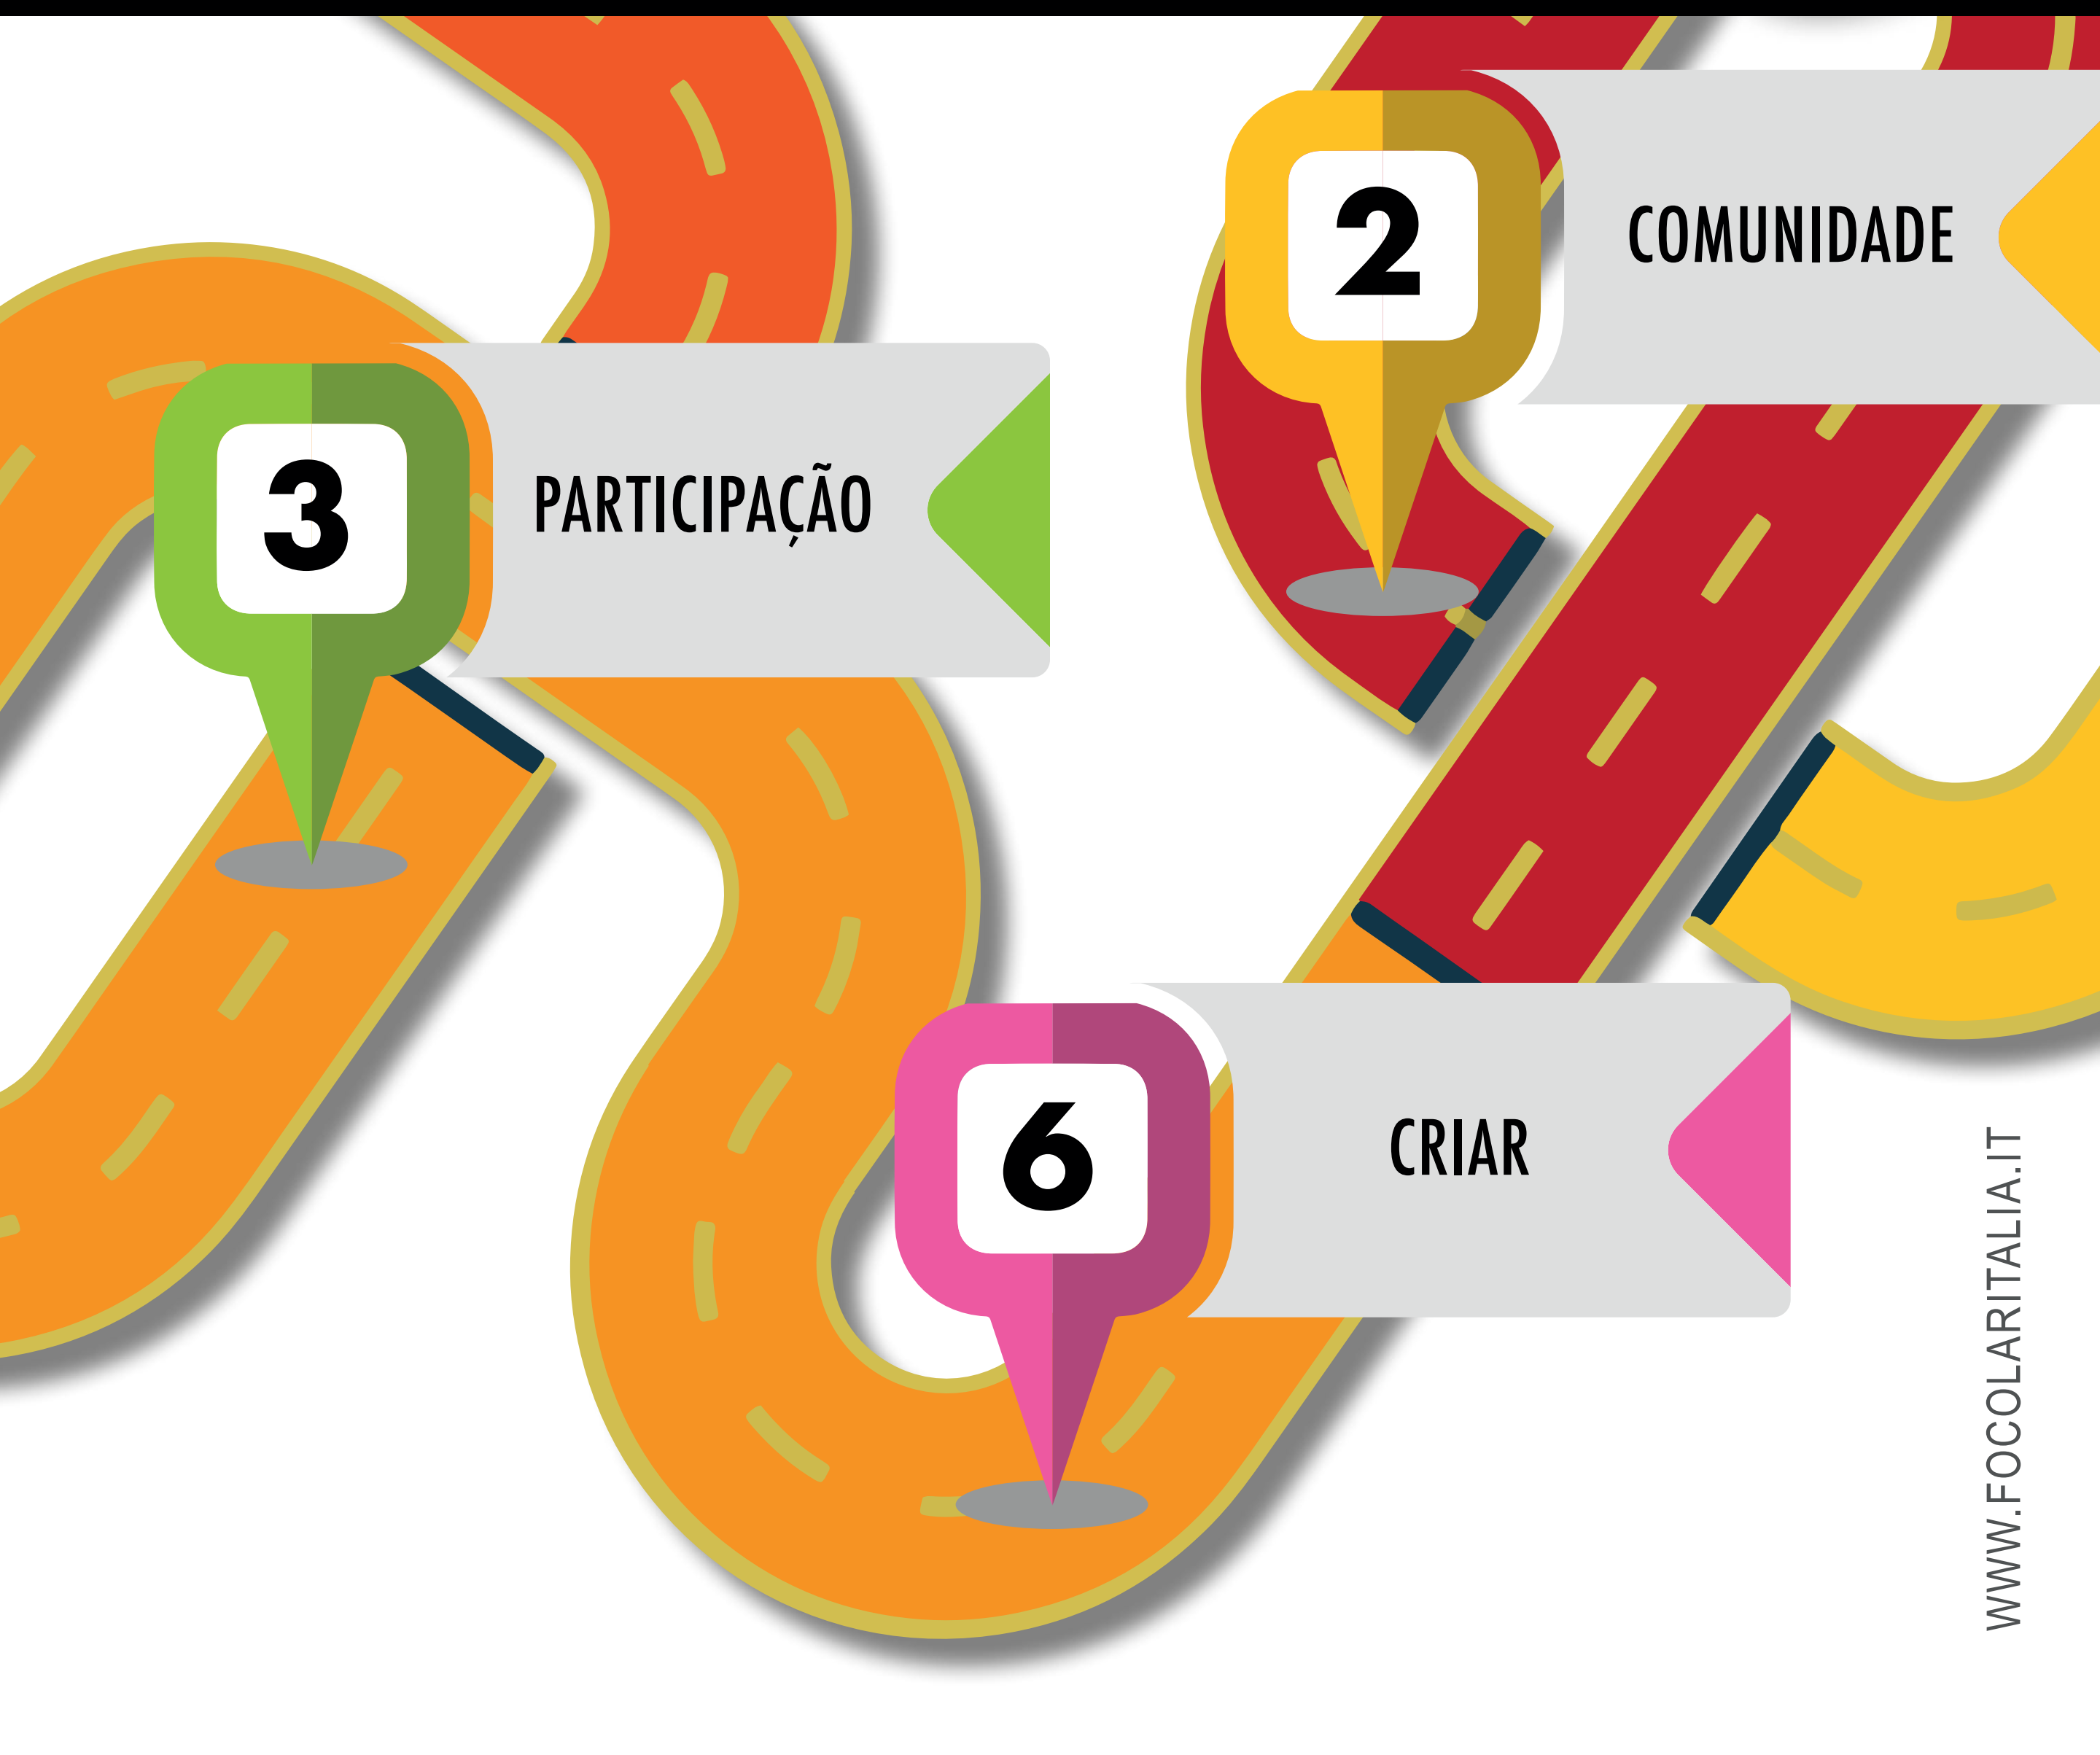 2
COMUNIDADE
3
PARTICIPAÇÃO
6
CRIAR
WWW.FOCOLARITALIA.IT